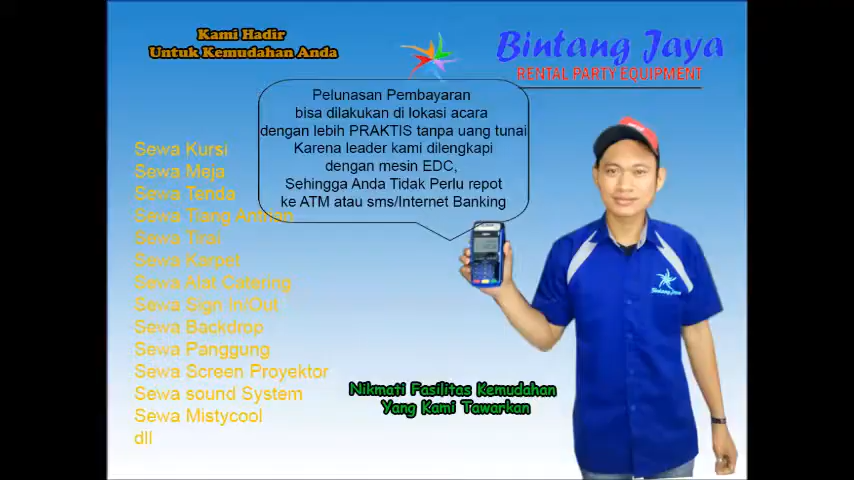 Kami Hadir
Untuk Kemudahan Anda
Bintang Jaya
RENTAL PARTY EQUIPMENT
Pelunasan Pembayaran
bisa dilakukan di lokasi acara
dengan lebih PRAKTIS tanpa uang tunai
Karena leader kami dilengkapi
dengan mesin EDC,
Sehingga Anda Tidak Perlu repot
ke ATM atau sms/Internet Banking
Sewa Kursi
Sewa Meja
Sewa Tenda
Sewa Tiang Antrian
Sewa Tirai
Sewa Karpet
Sewa Alat Catering
Sewa Sign In/Out
Sewa Backdrop
Sewa Panggung
Sewa Screen Proyektor
Sewa sound System
Sewa Mistycool
dll
Bintang Jaya
Nikmati Fasilitas Kemudahan
Yang Kami Tawarkan